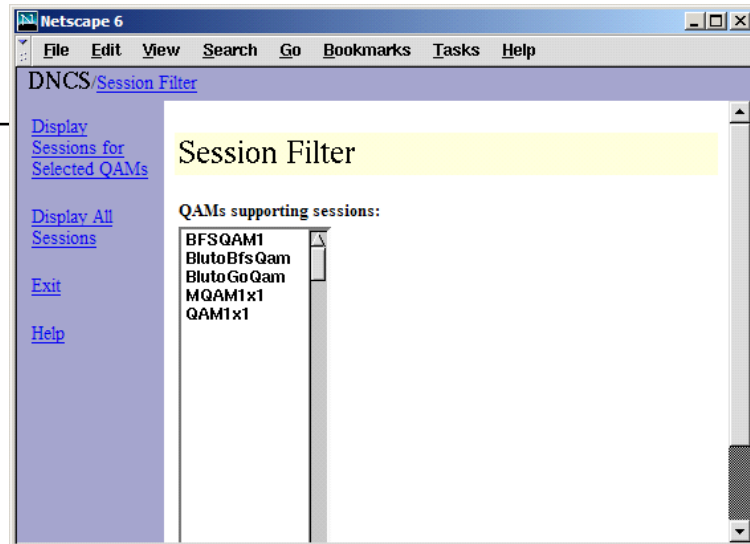 Netscape 6
File Edit View Search Go Bookmarks Tasks Help
DNCS/Session Filter
Display
Sessions for
Selected QAMs
Display All
Sessions
Exit
Help
Session Filter
QAMs supporting sessions:
BFSQAM1
BlutoBfsQam
BlutoGoQam
MQAM1x1
QAM1x1